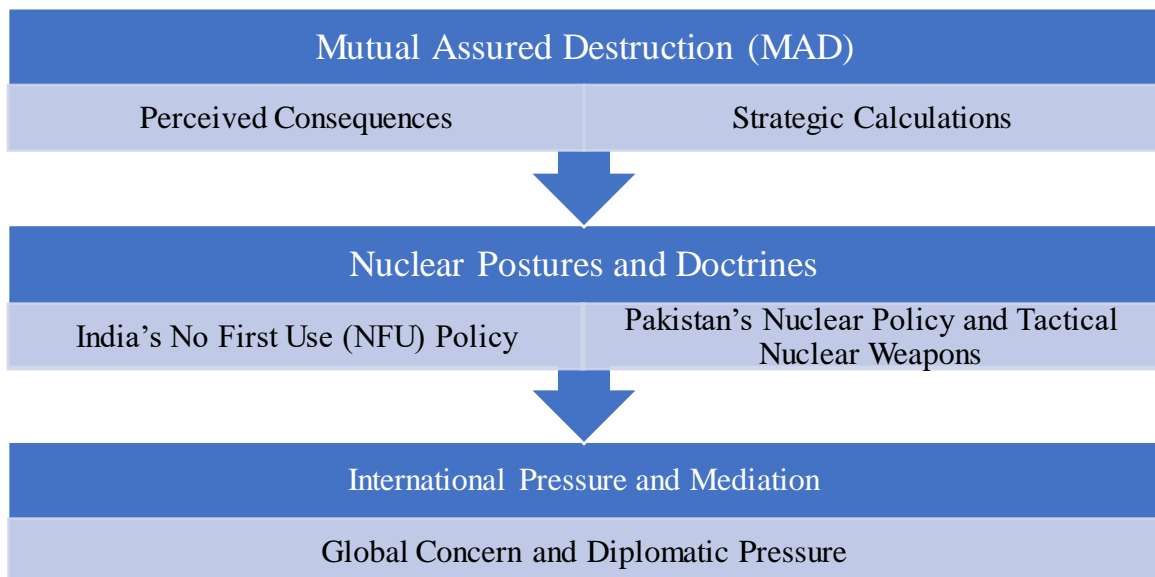 Mutual Assured Destruction (MAD)
Perceived Consequences
Strategic Calculations
Nuclear Postures and Doctrines
India’s No First Use (NFU) Policy
Pakistan’s Nuclear Policy and Tactical
Nuclear Weapons
International Pressure and Mediation
Global Concern and Diplomatic Pressure